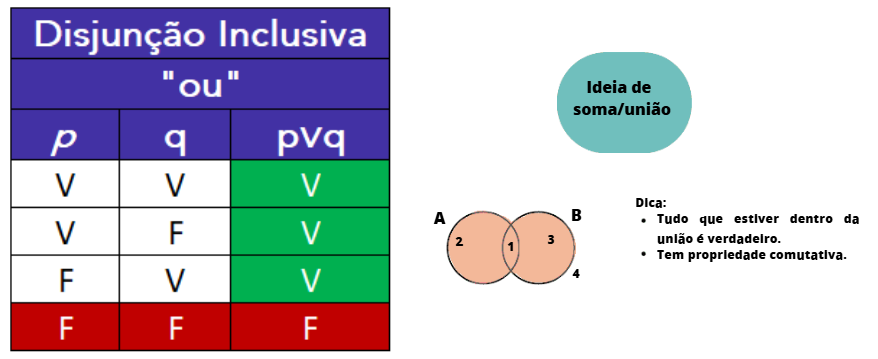 Disjunção Inclusiva
"ou"
p q pVq
V V V
V F V
F V V
F F F
Ideia de
soma/união
A B
2 1 3
4
Dica:
• Tudo que estiver dentro da
união é verdadeiro.
• Tem propriedade comutativa.